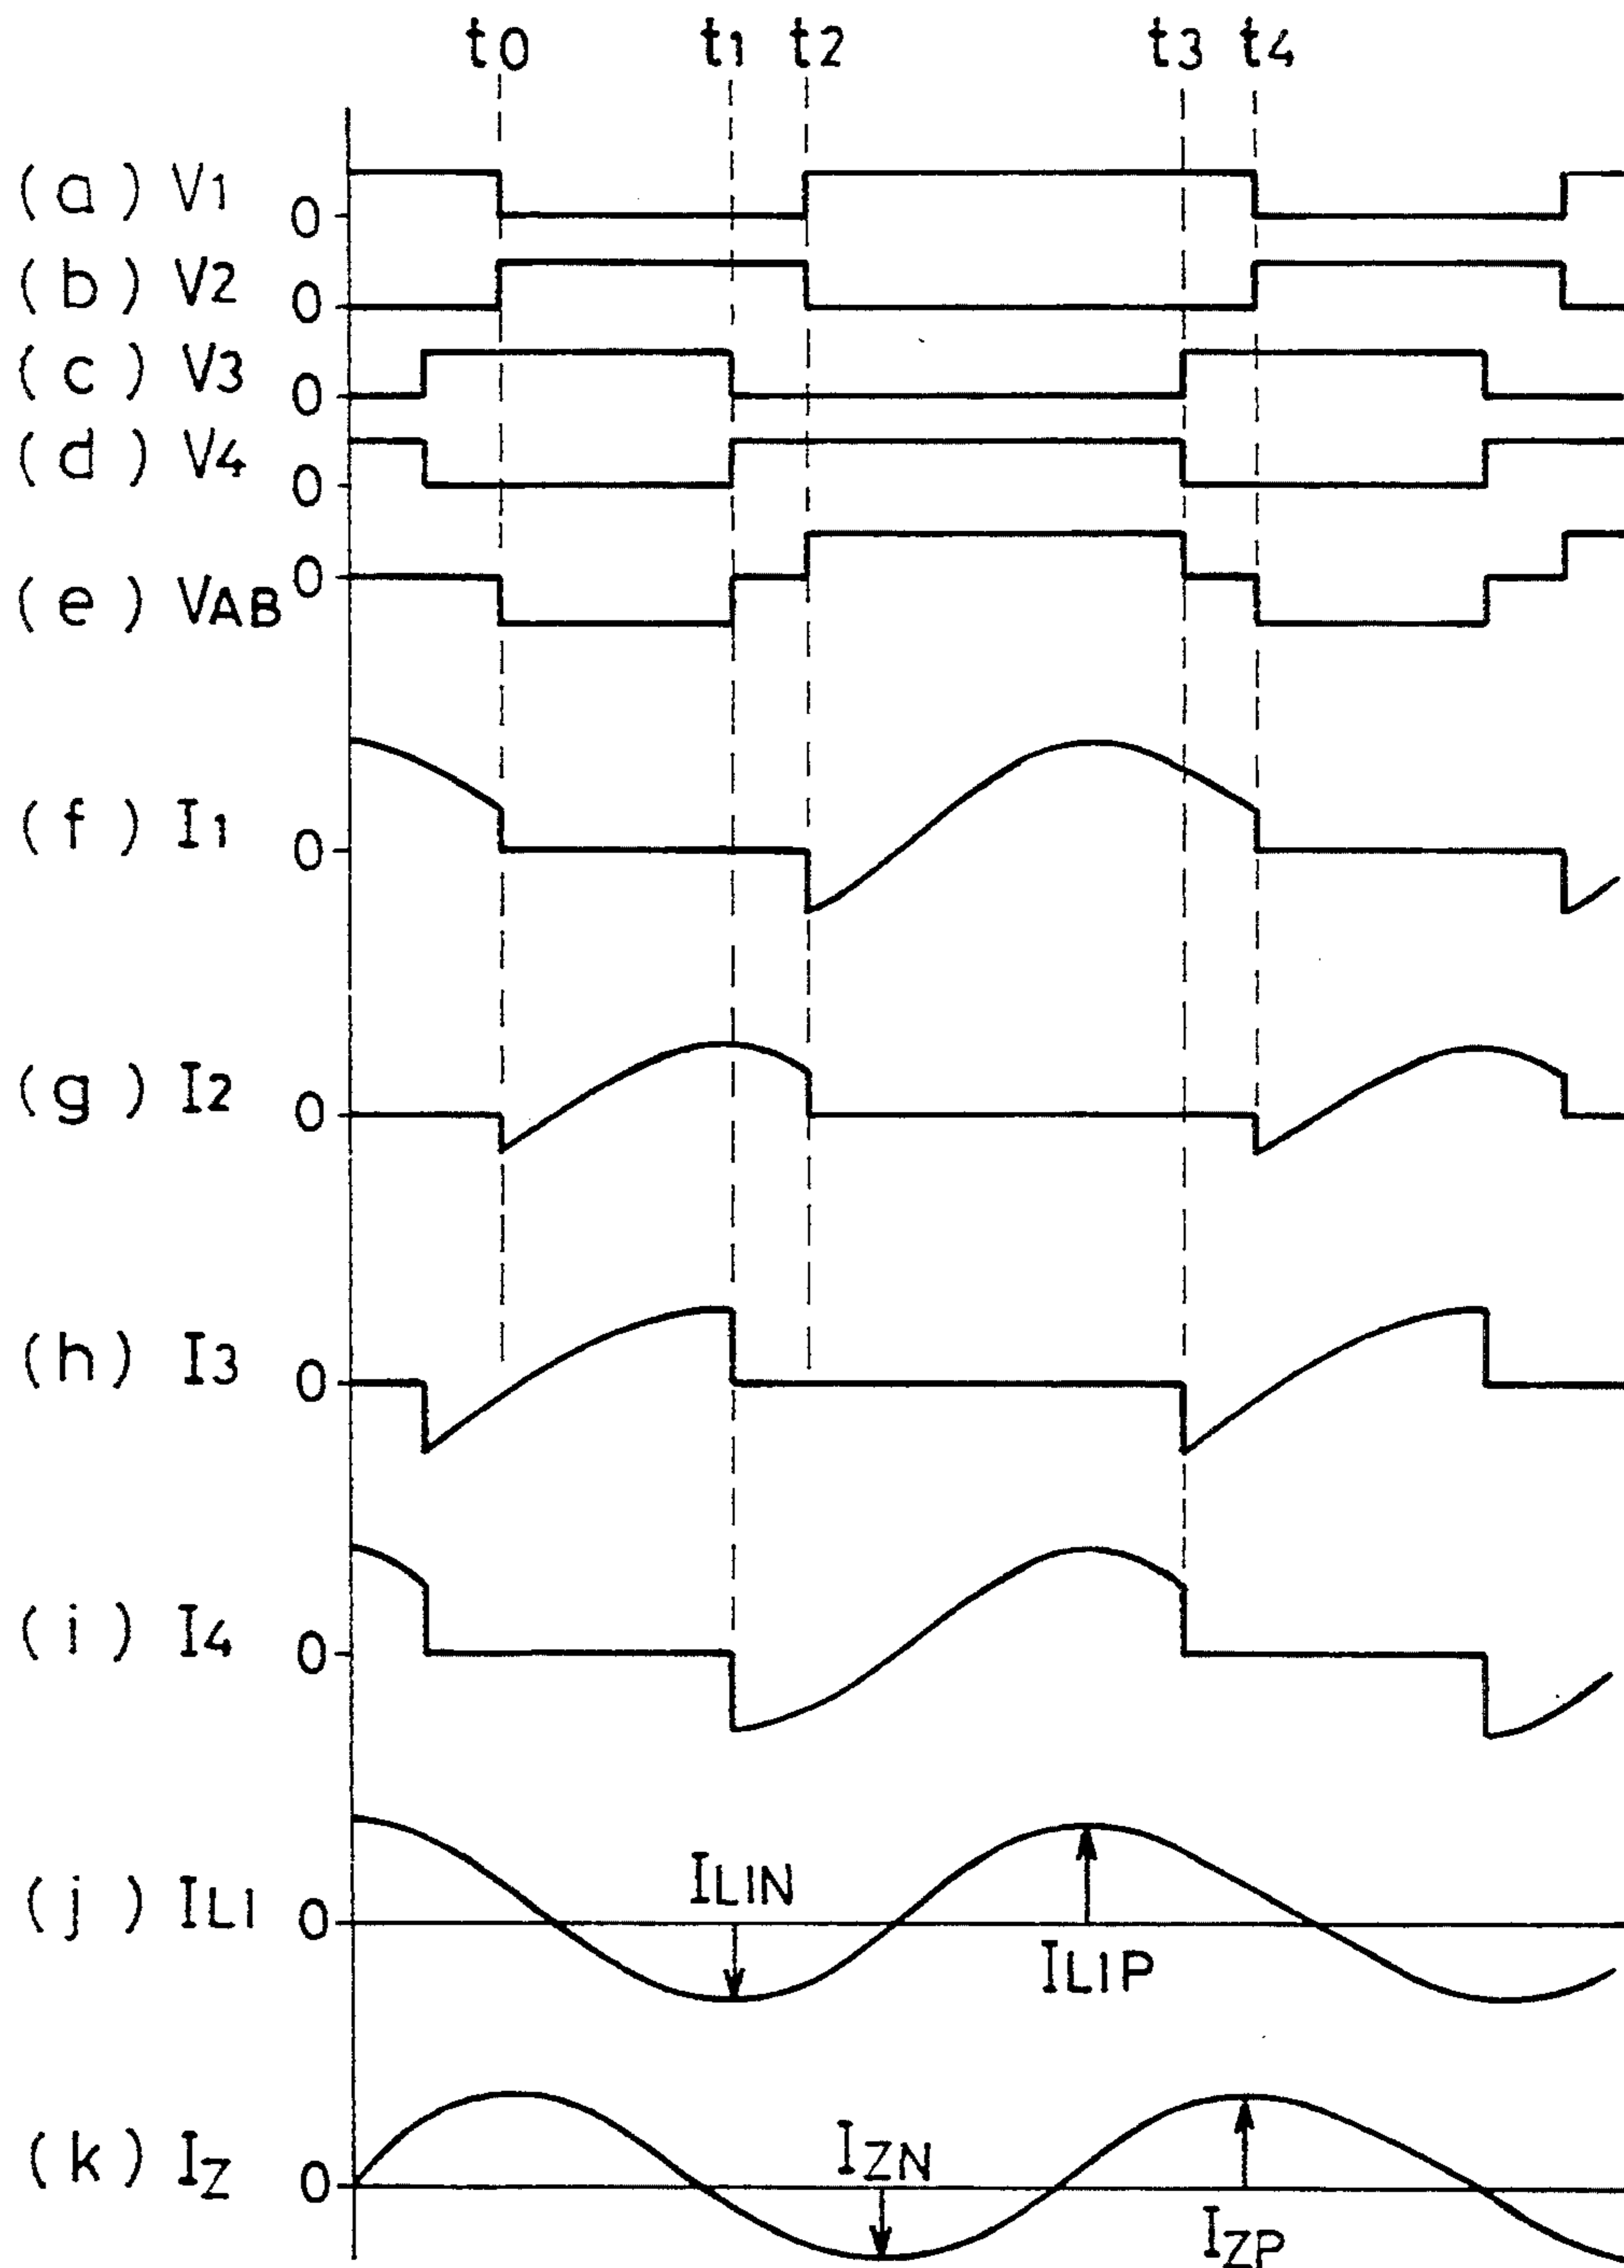 t0 t1 t2 t3 t4
(a) V1 0
(b) V2 0
(c) V3 0
(d) V4 0
(e) VAB 0
(f) I1 0
(g) I2 0
(h) I3 0
(i) I4 0
ILIN
(j) IL1 0
IL1P
IZN
(k) IZ 0
IZP